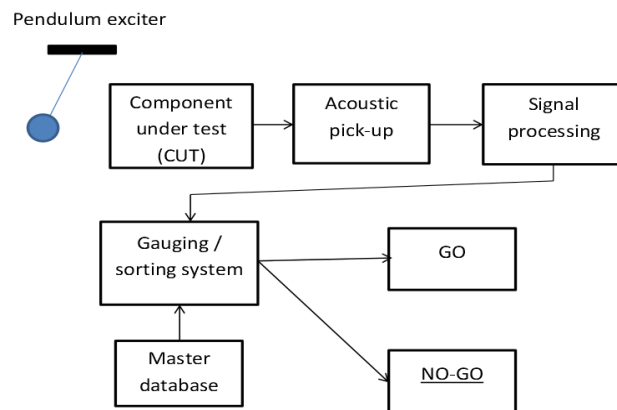 Pendulum exciter
Component
under test
(CUT)
Acoustic
pick-up
Signal
processing
Gauging /
sorting system
GO
Master
database
NO-GO